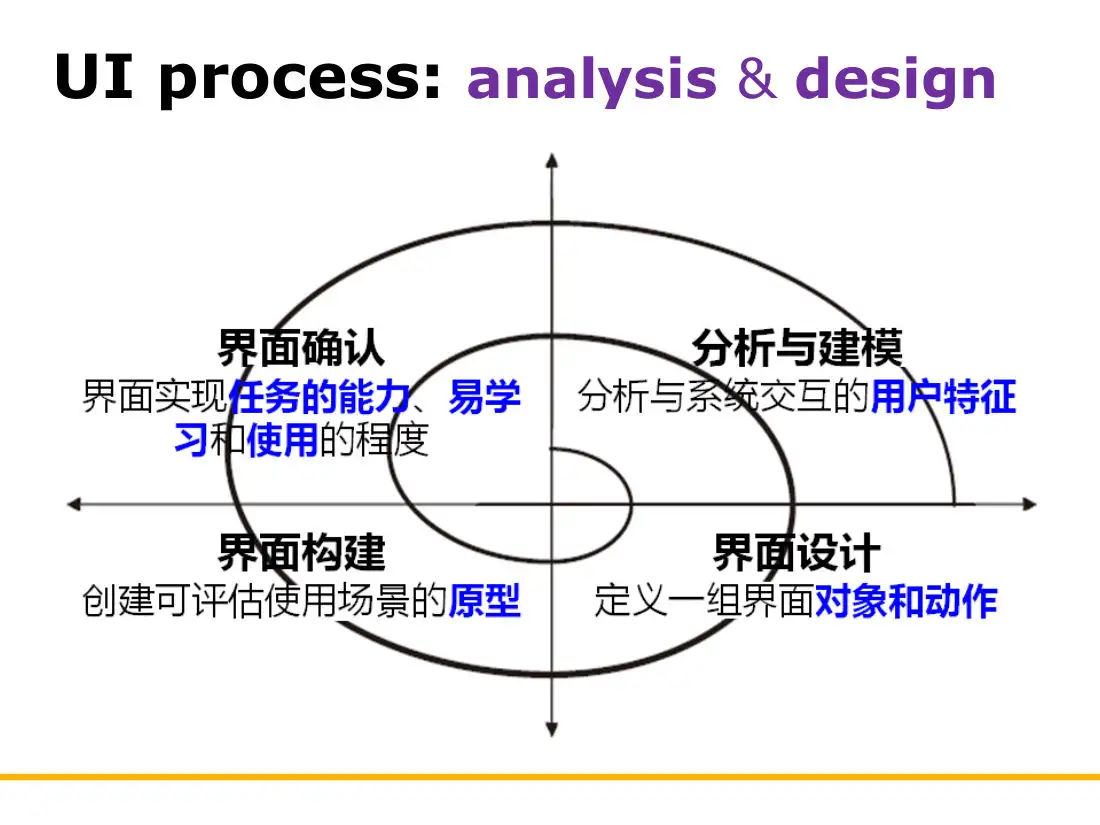 UI process: analysis & design
界面确认
界面实现任务的能力、易学
习和使用的程度
分析与建模
分析与系统交互的用户特征
界面构建
创建可评估使用场景的原型
界面设计
定义一组界面对象和动作